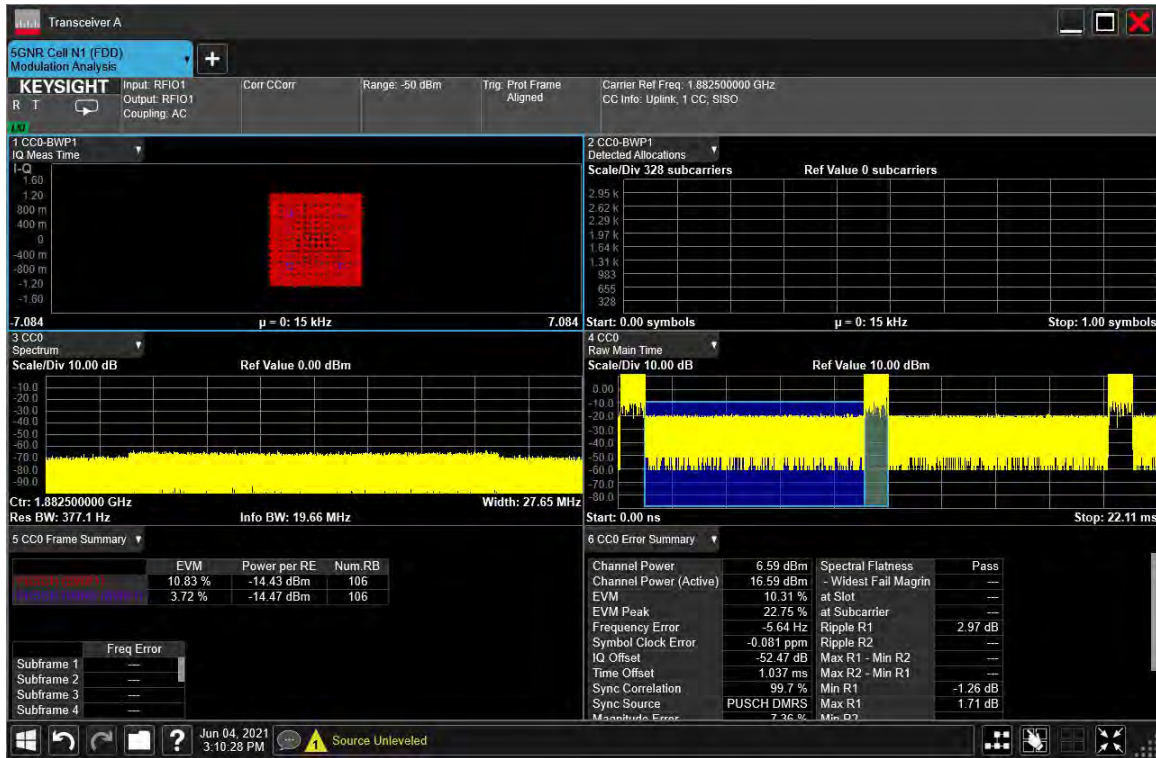 Transceiver A
5GNR Cell N1 (FDD)
Modulation Analysis
+
KEYSIGHT
R T
LXI
Input: RFIO1
Output: RFIO1
Coupling: AC
Corr CCorr
Range: -50 dBm
Trig: Prot Frame
Aligned
Carrier Ref Freq: 1.882500000 GHz
CC Info: Uplink, 1 CC, SISO
1 CC0-BWP1
IQ Meas Time
I-Q
1.60
1.20
800 m
400 m
0
-400 m
-800 m
-1.20
-1.60
-7.084
µ = 0: 15 kHz
7.084
2 CC0-BWP1
Detected Allocations
Scale/Div 328 subcarriers
Ref Value 0 subcarriers
2.95 k
2.62 k
2.29 k
1.97 k
1.64 k
1.31 k
983
655
328
Start: 0.00 symbols
µ = 0: 15 kHz
Stop: 1.00 symbols
3 CC0
Spectrum
Scale/Div 10.00 dB
Ref Value 0.00 dBm
-10.0
-20.0
-30.0
-40.0
-50.0
-60.0
-70.0
-80.0
-90.0
Ctr: 1.882500000 GHz
Width: 27.65 MHz
Res BW: 377.1 Hz
Info BW: 19.66 MHz
4 CC0
Raw Main Time
Scale/Div 10.00 dB
Ref Value 10.00 dBm
0.00
-10.0
-20.0
-30.0
-40.0
-50.0
-60.0
-70.0
-80.0
Start: 0.00 ns
Stop: 22.11 ms
5 CC0 Frame Summary
EVM Power per RE Num.RB
10.83 % -14.43 dBm 106
3.72 % -14.47 dBm 106
Freq Error
Subframe 1 ---
Subframe 2 ---
Subframe 3 ---
Subframe 4 ---
6 CC0 Error Summary
Channel Power 6.59 dBm Spectral Flatness Pass
Channel Power (Active) 16.59 dBm - Widest Fail Magrin ---
EVM 10.31 % at Slot ---
EVM Peak 22.75 % at Subcarrier ---
Frequency Error -5.64 Hz Ripple R1 2.97 dB
Symbol Clock Error -0.081 ppm Ripple R2 ---
IQ Offset -52.47 dB Max R1 - Min R2 ---
Time Offset 1.037 ms Max R2 - Min R1 ---
Sync Correlation 99.7 % Min R1 -1.26 dB
Sync Source PUSCH DMRS Max R1 1.71 dB
Magnitude Error 7.36 % Min R2
?
Jun 04, 2021
3:10:28 PM
1
Source Unleveled